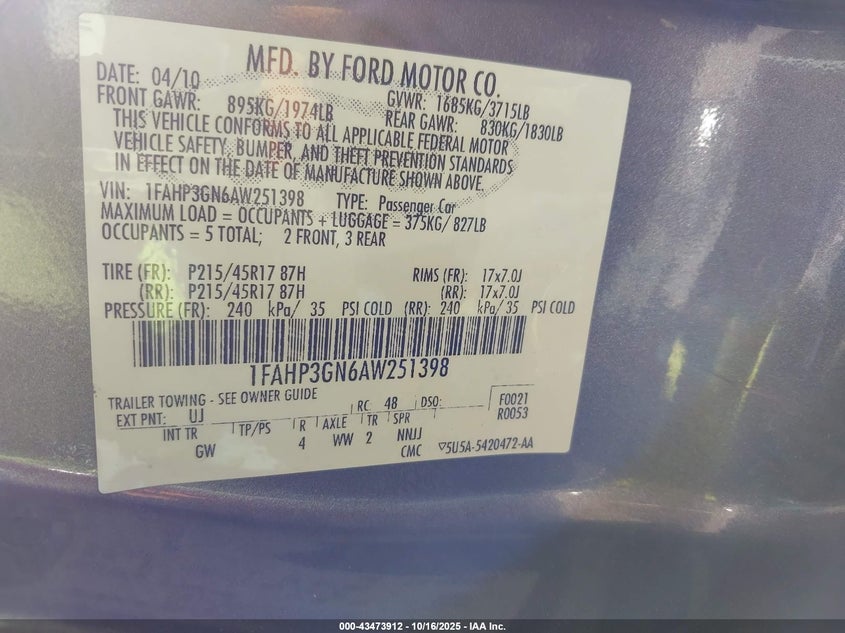 MFD. BY FORD MOTOR CO.
DATE: 04/10 GVWR: 1685KG/3715LB
FRONT GAWR: 895KG/1974LB REAR GAWR: 830KG/1830LB
THIS VEHICLE CONFORMS TO ALL APPLICABLE FEDERAL MOTOR
VEHICLE SAFETY, BUMPER, AND THEFT PREVENTION STANDARDS
IN EFFECT ON THE DATE OF MANUFACTURE SHOWN ABOVE.
VIN: 1FAHP3GN6AW251398 TYPE: Passenger Car
MAXIMUM LOAD = OCCUPANTS + LUGGAGE = 375KG/ 827LB
OCCUPANTS = 5 TOTAL; 2 FRONT, 3 REAR
TIRE (FR): P215/45R17 87H RIMS (FR): 17x7.0J
(RR): P215/45R17 87H (RR): 17x7.0J
PRESSURE (FR): 240 kPa/ 35 PSI COLD (RR): 240 kPa/ 35 PSI COLD
1FAHP3GN6AW251398
TRAILER TOWING - SEE OWNER GUIDE F0021
EXT PNT: UJ RC: 48 DSO: R0053
INT TR TP/PS R AXLE TR SPR
GW 4 WW 2 NNJJ
CMC ▽5U5A-5420472-AA
000-43473912 - 10/16/2025 - IAA Inc.